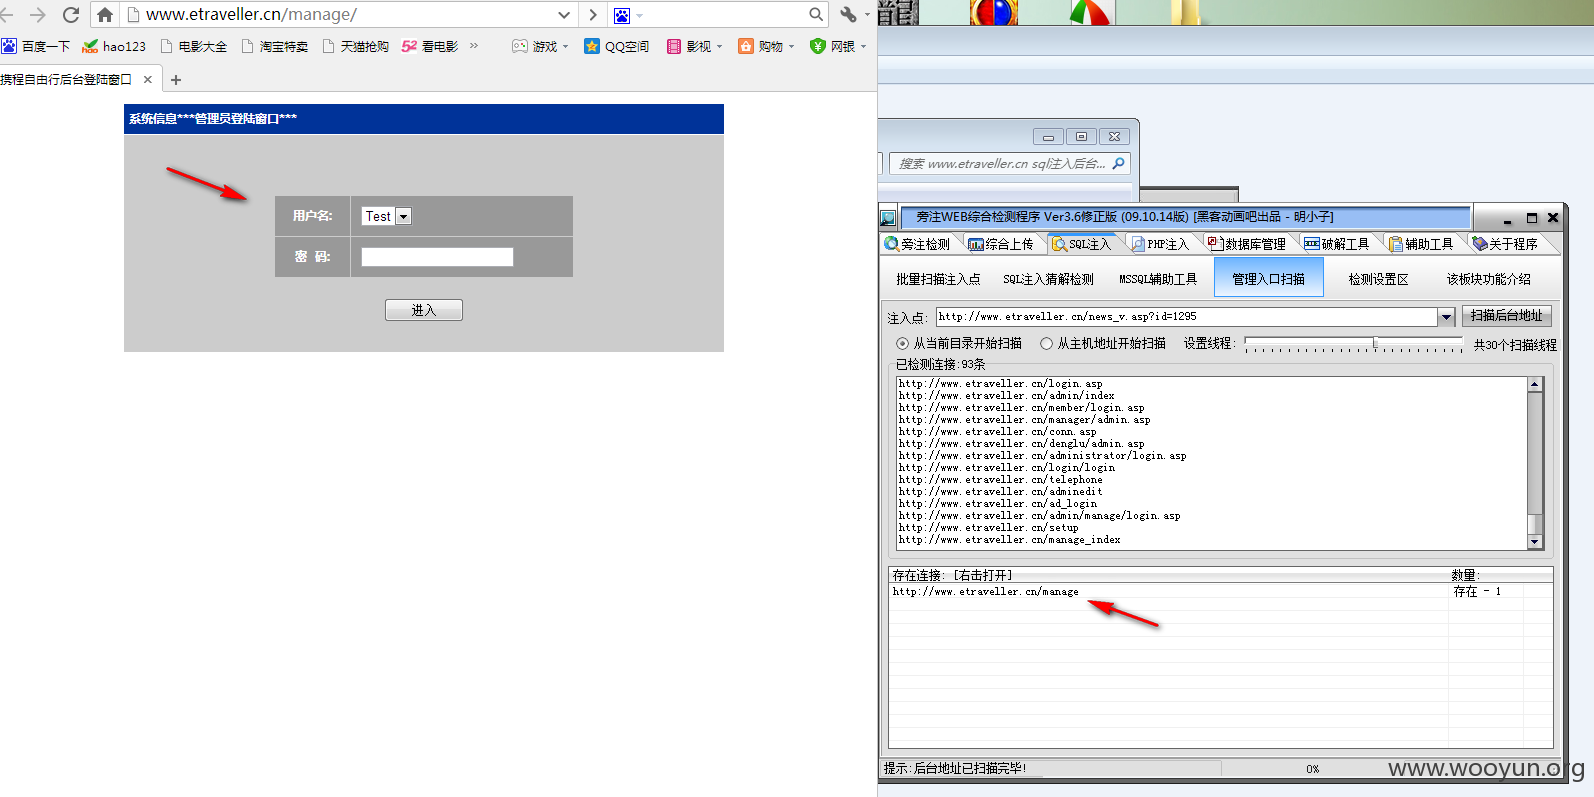 www.etraveller.cn/manage/
百度一下 hao123 电影大全 淘宝特卖 天猫抢购 52 看电影 » 游戏 QQ空间 影视 购物 网银
携程自由行后台登陆窗口
系统信息***管理员登陆窗口***
用户名: Test
密 码:
进入
搜索 www.etraveller.cn sql注入后台...
旁注WEB综合检测程序 Ver3.6修正版 (09.10.14版) [黑客动画吧出品 - 明小子]
旁注检测 综合上传 SQL注入 PHP注入 数据库管理 破解工具 辅助工具 关于程序
批量扫描注入点 SQL注入猜解检测 MSSQL辅助工具 管理入口扫描 检测设置区 该板块功能介绍
注入点: http://www.etraveller.cn/news_v.asp?id=1295 扫描后台地址
从当前目录开始扫描 从主机地址开始扫描 设置线程: 共30个扫描线程
已检测连接:93条
http://www.etraveller.cn/login.asp
http://www.etraveller.cn/admin/index
http://www.etraveller.cn/member/login.asp
http://www.etraveller.cn/manager/admin.asp
http://www.etraveller.cn/conn.asp
http://www.etraveller.cn/denglu/admin.asp
http://www.etraveller.cn/administrator/login.asp
http://www.etraveller.cn/login/login
http://www.etraveller.cn/telephone
http://www.etraveller.cn/adminedit
http://www.etraveller.cn/ad_login
http://www.etraveller.cn/admin/manage/login.asp
http://www.etraveller.cn/setup
http://www.etraveller.cn/manage_index
存在连接: [右击打开] 数量:
http://www.etraveller.cn/manage 存在 - 1
提示:后台地址已扫描完毕! 0%
www.wooyun.org